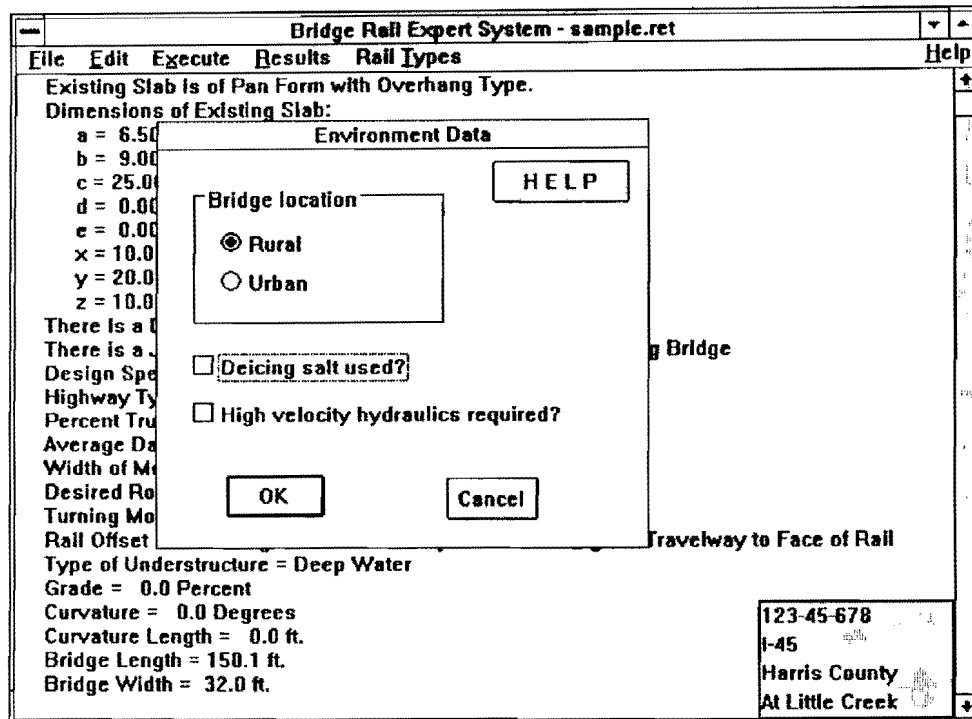 Bridge Rail Expert System - sample.ret
File Edit Execute Results Rail Types Help
Existing Slab is of Pan Form with Overhang Type.
Dimensions of Existing Slab:
a = 6.50
b = 9.00
c = 25.00
d = 0.00
e = 0.00
x = 10.0
y = 20.0
z = 10.0
There is a
There is a g Bridge
Design Spe
Highway Ty
Percent Tru
Average Da
Width of Me
Desired Ro
Turning Mo
Rail Offset Travelway to Face of Rail
Type of Understructure = Deep Water
Grade = 0.0 Percent
Curvature = 0.0 Degrees
Curvature Length = 0.0 ft.
Bridge Length = 150.1 ft.
Bridge Width = 32.0 ft.
Environment Data
HELP
Bridge location
Rural
Urban
Deicing salt used?
High velocity hydraulics required?
OK Cancel
123-45-678
I-45
Harris County
At Little Creek